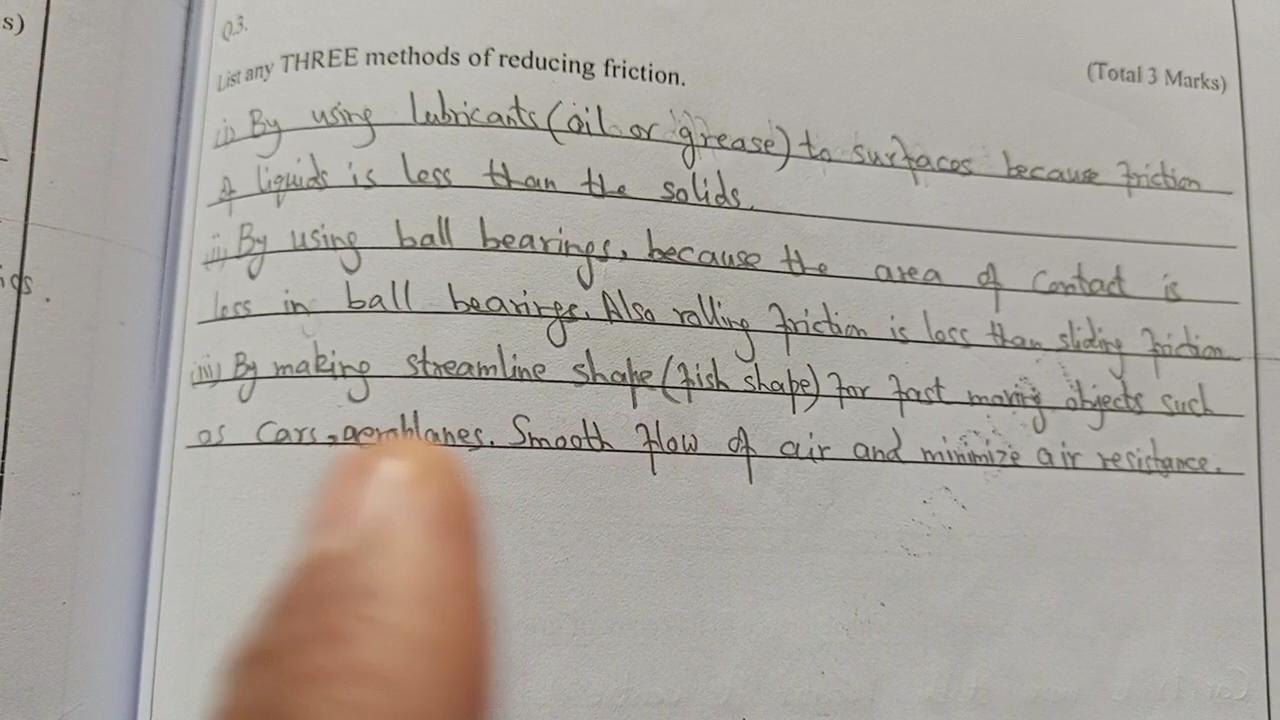 s)
Q3.
List any THREE methods of reducing friction.
(Total 3 Marks)
i) By using lubricants (oil or grease) to surfaces because friction
of liquids is less than the solids.
ii) By using ball bearings, because the area of contact is
less in ball bearings. Also rolling friction is less than sliding friction
iii) By making streamline shape (fish shape) for fast moving objects such
as cars, aeroplanes. Smooth flow of air and minimize air resistance.